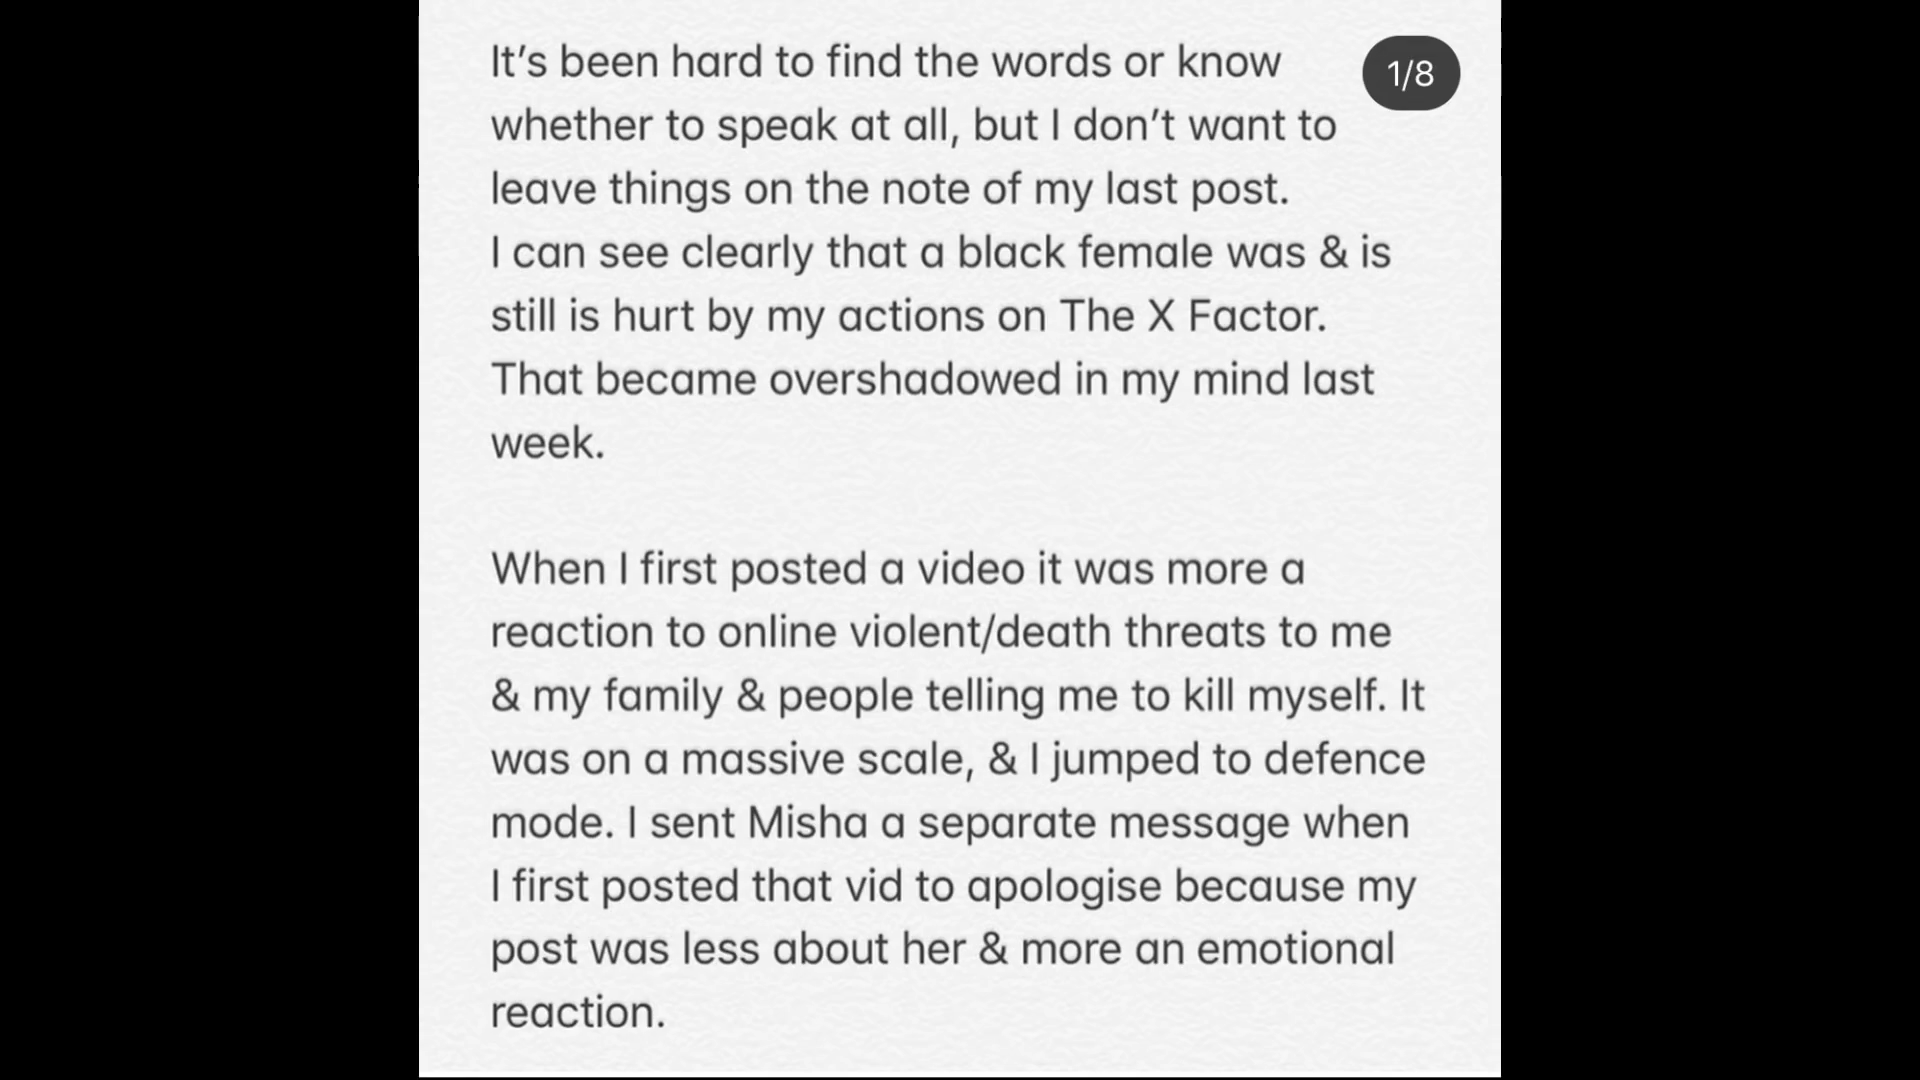 It’s been hard to find the words or know
1/8
whether to speak at all, but I don’t want to
leave things on the note of my last post.
I can see clearly that a black female was & is
still is hurt by my actions on The X Factor.
That became overshadowed in my mind last
week.
When I first posted a video it was more a
reaction to online violent/death threats to me
& my family & people telling me to kill myself. It
was on a massive scale, & I jumped to defence
mode. I sent Misha a separate message when
I first posted that vid to apologise because my
post was less about her & more an emotional
reaction.